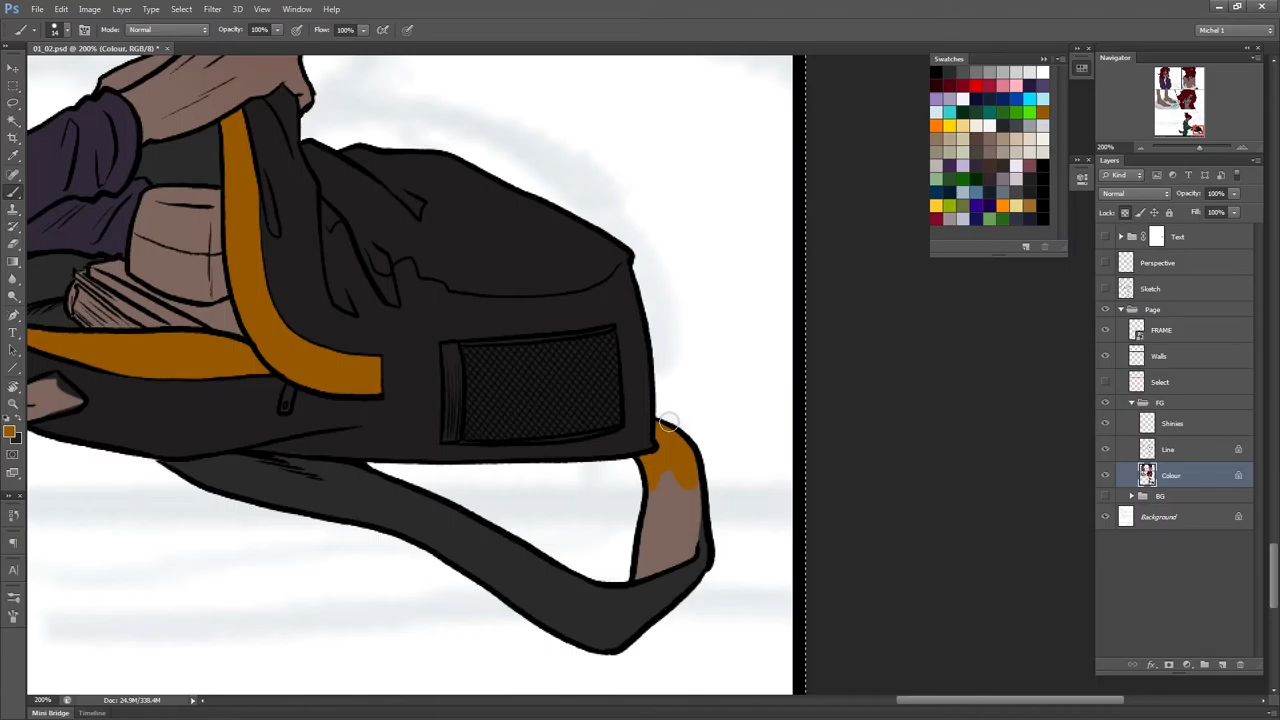 Ps File Edit Image Layer Type Select Filter 3D View Window Help
14 Mode: Normal Opacity: 100% Flow: 100% Michel 1
01_02.psd @ 200% (Colour, RGB/8) * ×
Swatches
Navigator
200%
Layers
Kind
Normal Opacity: 100%
Lock: Fill: 100%
Text
Perspective
Sketch
Page
FRAME
Walls
Select
FG
Shinies
Line
Colour
BG
Background
200% Doc: 24.9M/338.4M
Mini Bridge Timeline